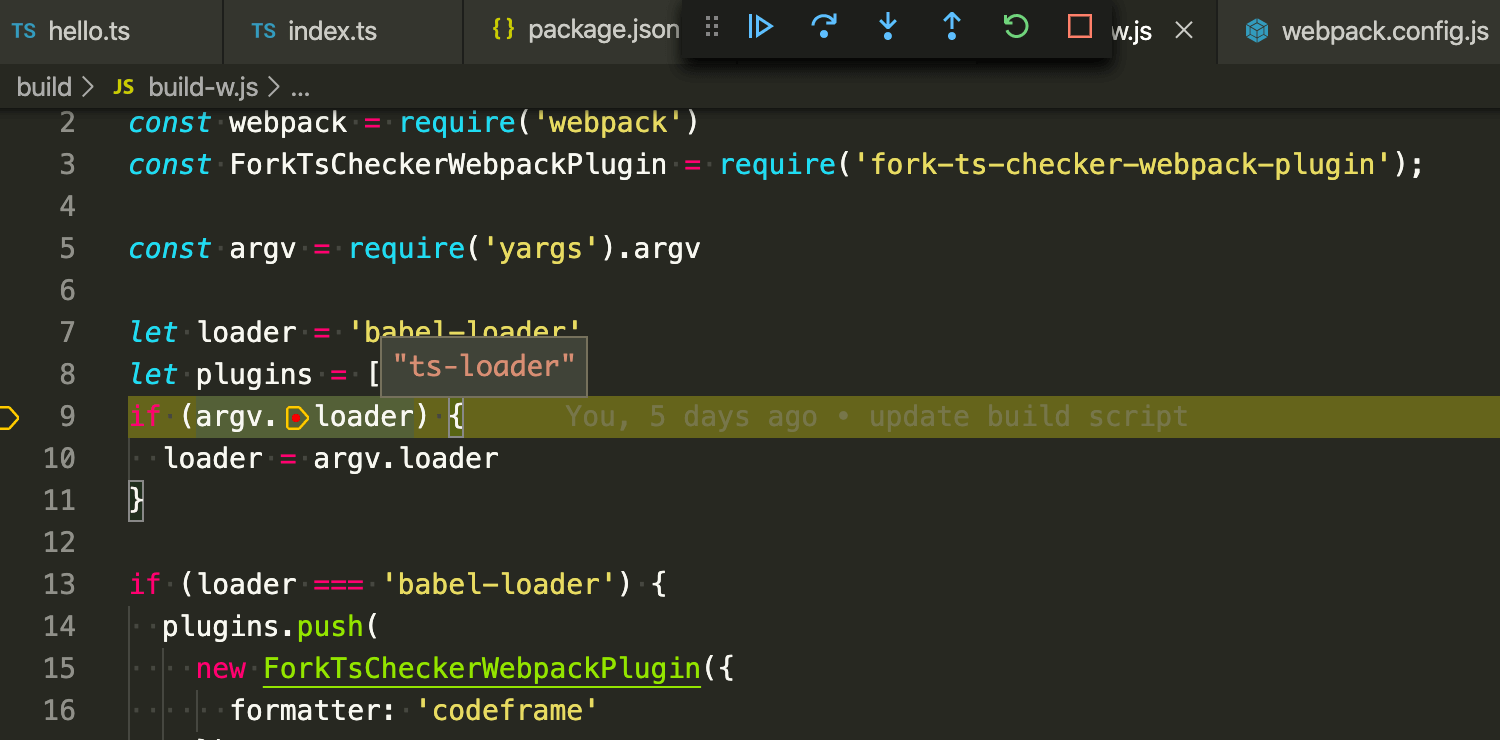 TS hello.ts
TS index.ts
{} package.json
w.js
webpack.config.js
build > JS build-w.js > ...
2 const webpack = require('webpack')
3 const ForkTsCheckerWebpackPlugin = require('fork-ts-checker-webpack-plugin');
4
5 const argv = require('yargs').argv
6
7 let loader = 'babel-loader'
8 let plugins = [
"ts-loader"
9 if (argv.loader) { You, 5 days ago • update build script
10 loader = argv.loader
11 }
12
13 if (loader === 'babel-loader') {
14 plugins.push(
15 new ForkTsCheckerWebpackPlugin({
16 formatter: 'codeframe'